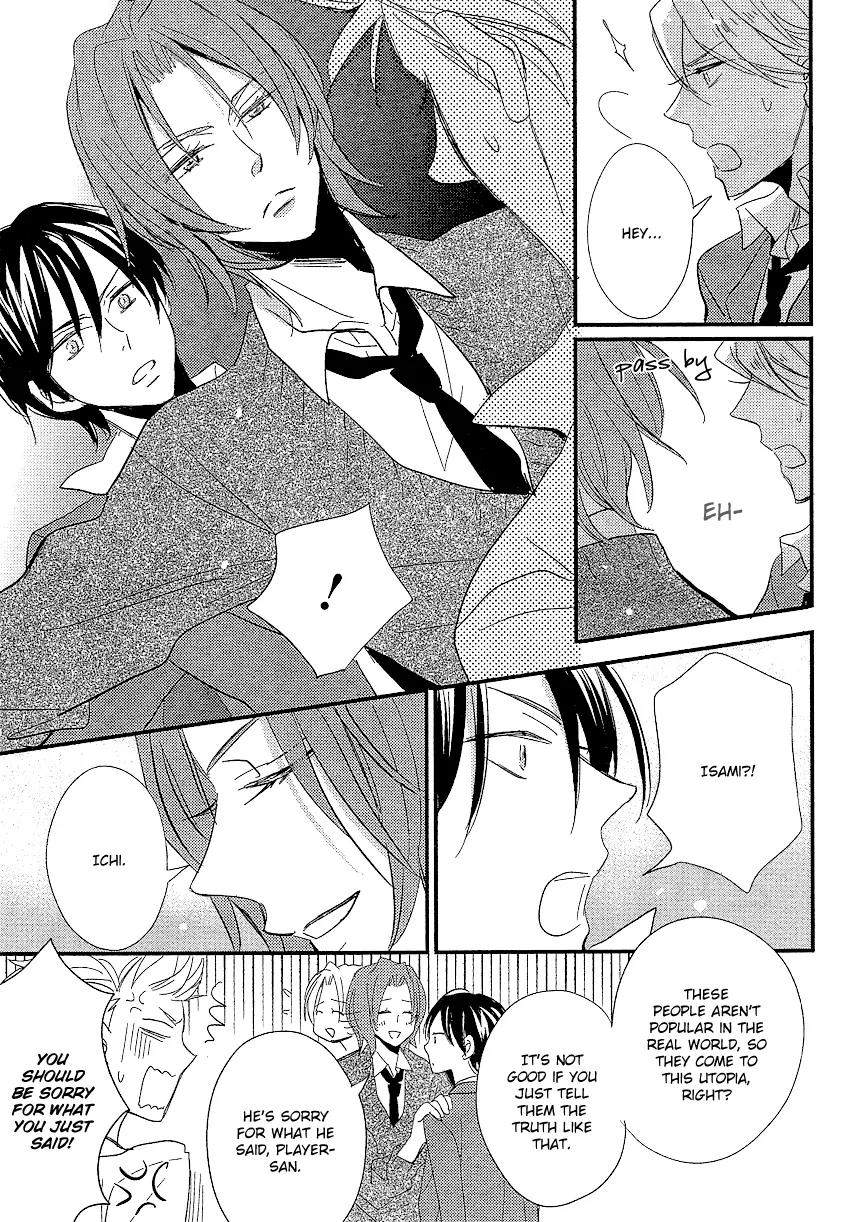 HEY...
pass by
EH-
!
ISAMI?!
ICHI.
THESE
PEOPLE AREN'T
POPULAR IN THE
REAL WORLD, SO
THEY COME TO
THIS UTOPIA,
RIGHT?
IT'S NOT
GOOD IF YOU
JUST TELL
THEM THE
TRUTH LIKE
THAT.
HE'S SORRY
FOR WHAT HE
SAID, PLAYER-
SAN.
YOU
SHOULD
BE SORRY
FOR WHAT
YOU JUST
SAID!